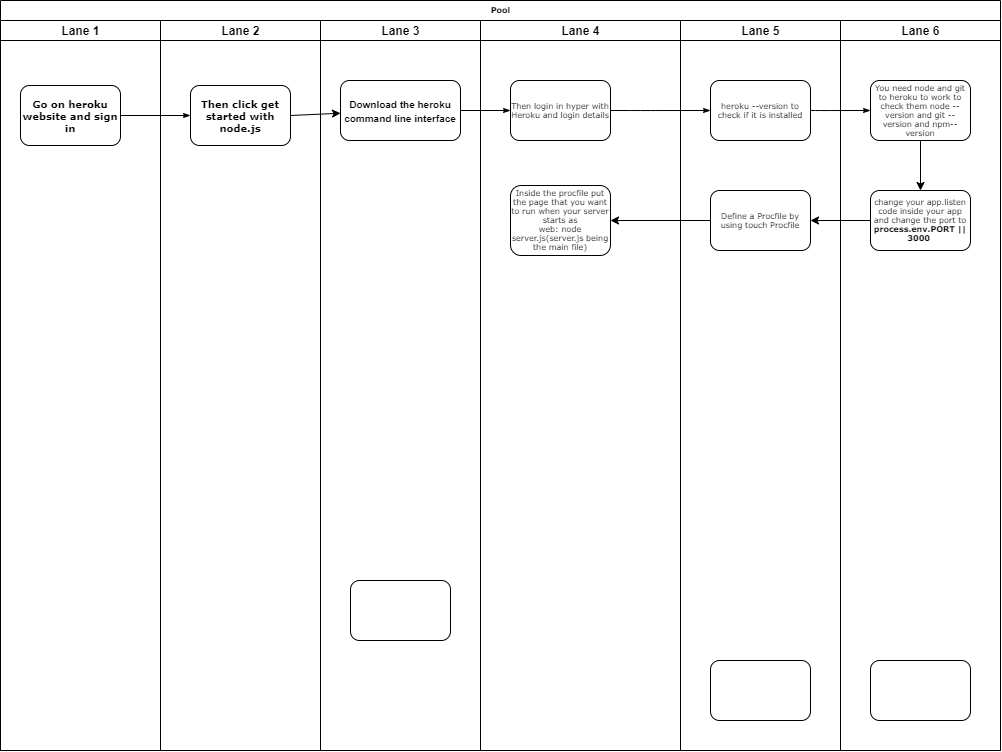 Pool
Lane 1
Lane 2
Lane 3
Lane 4
Lane 5
Lane 6
Go on heroku
website and sign
in
Then click get
started with
node.js
Download the heroku
command line interface
Then login in hyper with
Heroku and login details
heroku --version to
check if it is installed
You need node and git
to heroku to work to
check them node --
version and git --
version and npm--
version
Inside the procfile put
the page that you want
to run when your server
starts as
web: node
server.js(server.js being
the main file)
Define a Procfile by
using touch Procfile
change your app.listen
code inside your app
and change the port to
process.env.PORT ||
3000